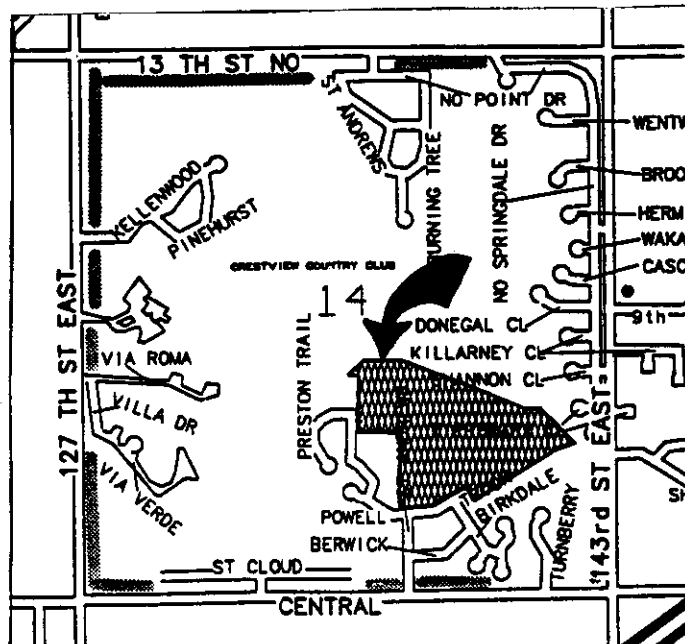 13 TH ST NO
NO POINT DR
ST ANDREWS
WENTW
KELLENWOOD
PINEHURST
TURNING TREE
NO SPRINGDALE DR
BROO
HERM
WAKA
CASC
CRESTVIEW COUNTRY CLUB
14
127 TH ST EAST
9th
DONEGAL CL
KILLARNEY CL
SHANNON CL
VIA ROMA
PRESTON TRAIL
VILLA DR
VIA VERDE
143rd ST EAST
SH
POWELL
BIRKDALE
BERWICK
TURNBERRY
ST CLOUD
CENTRAL